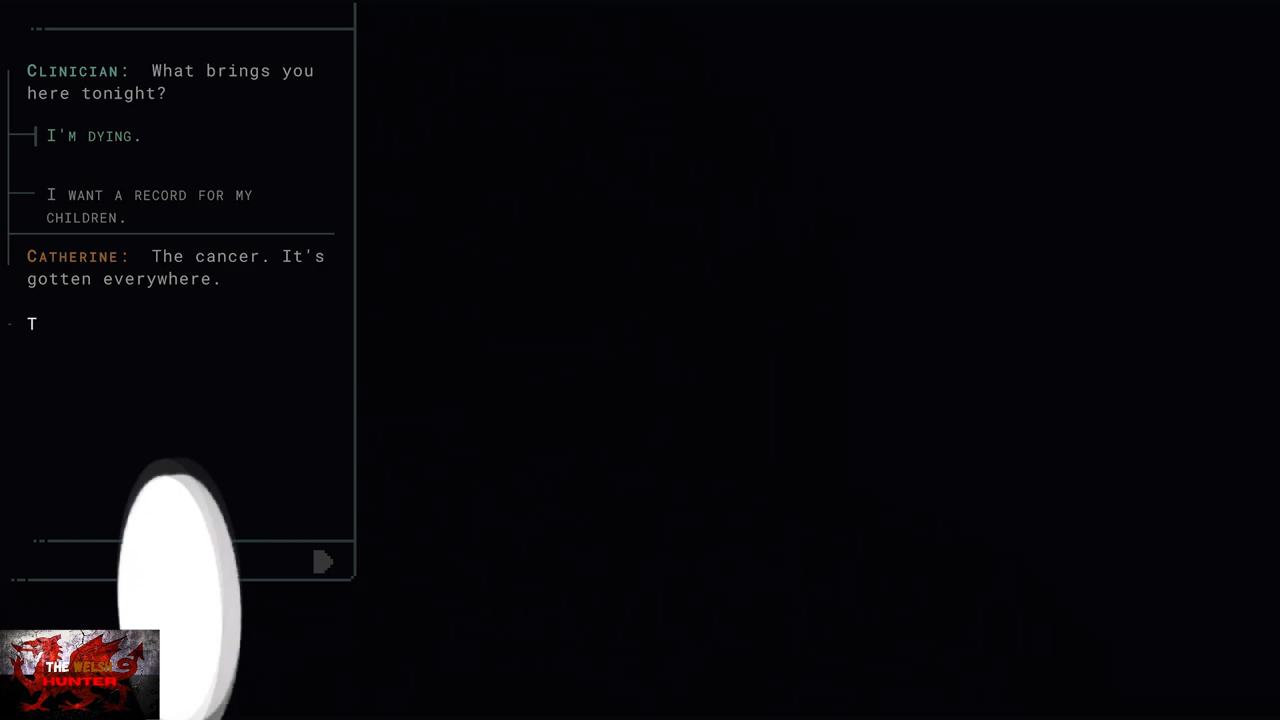 CLINICIAN: What brings you
here tonight?
I'M DYING.
I WANT A RECORD FOR MY
CHILDREN.
CATHERINE: The cancer. It's
gotten everywhere.
T
THE WELSH
HUNTER